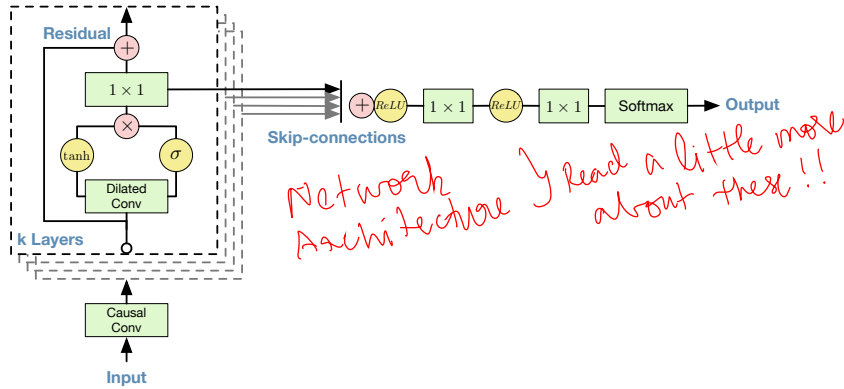 Residual
+
1 × 1
×
tanh
σ
Dilated
Conv
k Layers
Causal
Conv
Input
Skip-connections
+
ReLU
1 × 1
ReLU
1 × 1
Softmax
Output
Network
Architecture } Read a little more
about these!!